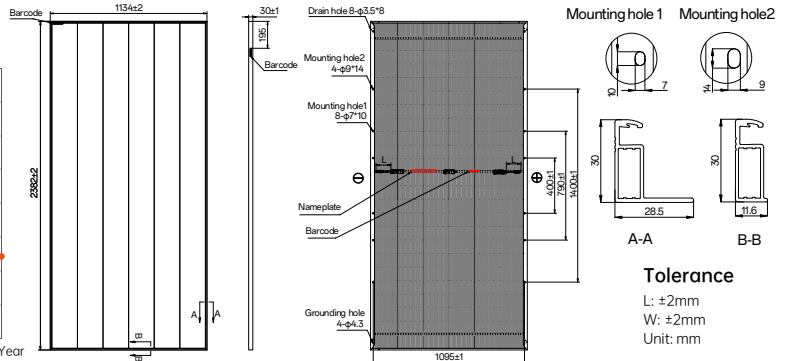 Barcode
1134±2
2382±2
A
A
B
B
Year
30±1
195
Barcode
Drain hole 8-φ3.5*8
Mounting hole2
4-φ9*14
Mounting hole1
8-φ7*10
L
L
⊖
⊕
Nameplate
Barcode
400±1
790±1
1400±1
Grounding hole
4-φ4.3
1095±1
Mounting hole 1
Mounting hole2
10
7
14
9
30
28.5
A-A
30
11.6
B-B
Tolerance
L: ±2mm
W: ±2mm
Unit: mm